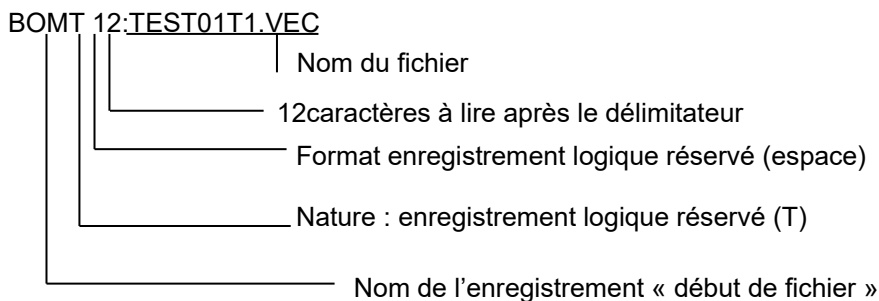 BOMT 12:TEST01T1.VEC
Nom du fichier
12caractères à lire après le délimitateur
Format enregistrement logique réservé (espace)
Nature : enregistrement logique réservé (T)
Nom de l’enregistrement « début de fichier »